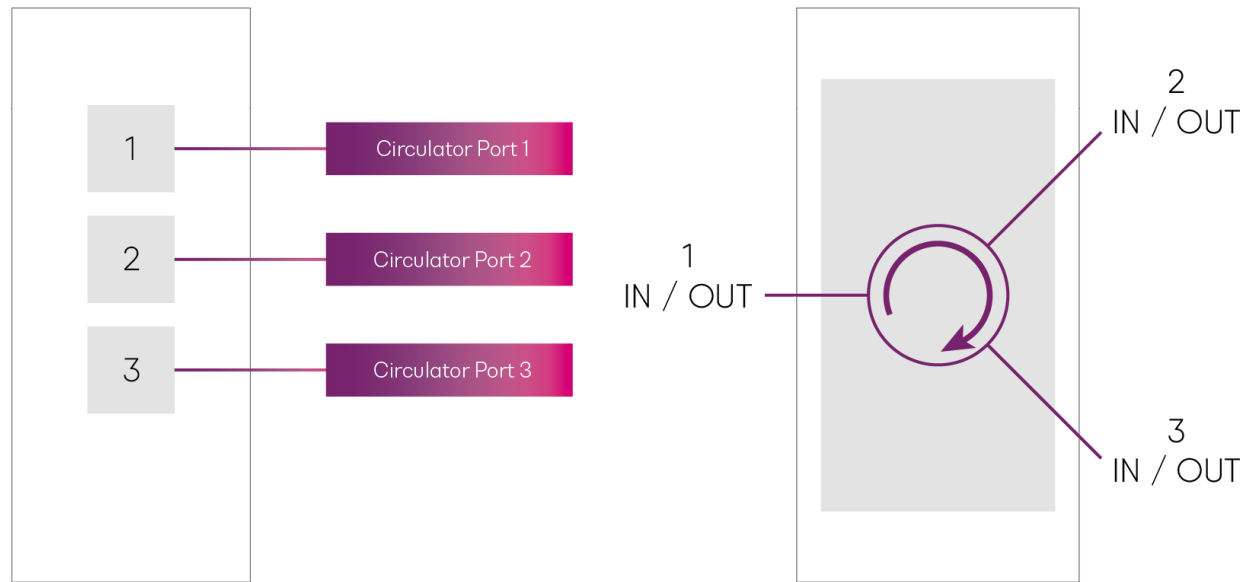 1
Circulator Port 1
2
Circulator Port 2
3
Circulator Port 3
1
IN / OUT
2
IN / OUT
3
IN / OUT